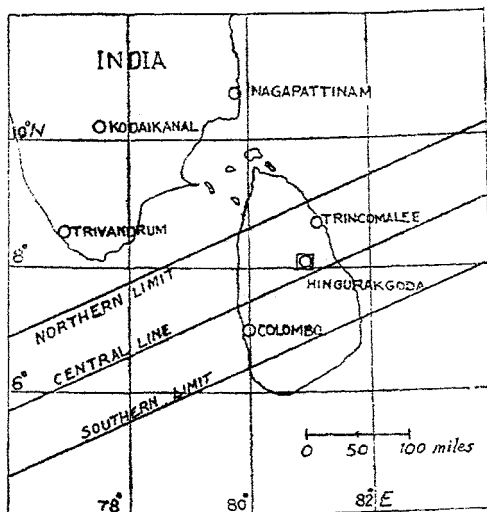 INDIA
NAGAPATTINAM
10°N
KODAIKANAL
TRIVANDRUM
TRINCOMALEE
8°
HINGURAKGODA
NORTHERN LIMIT
CENTRAL LINE
COLOMBO
6°
SOUTHERN LIMIT
0 50 100 miles
78° 80° 82° E